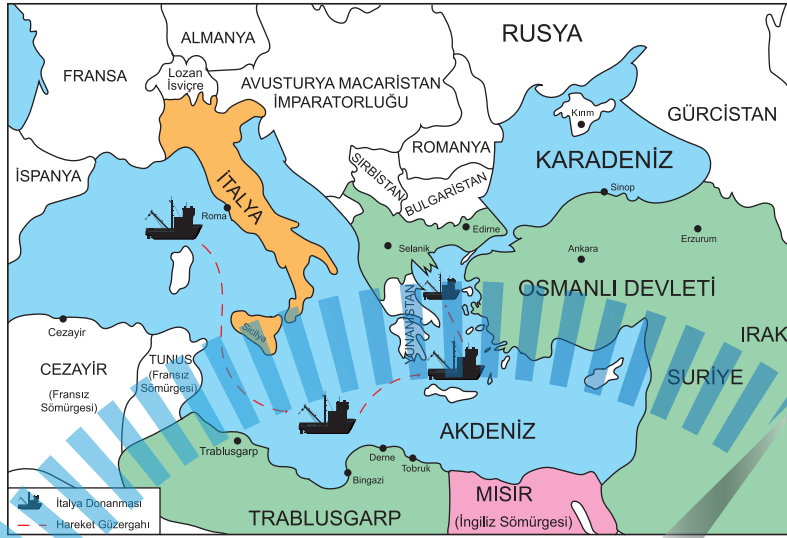 ALMANYA
RUSYA
FRANSA
Lozan
İsviçre
AVUSTURYA MACARİSTAN
İMPARATORLUĞU
Kırım
GÜRCİSTAN
ROMANYA
KARADENİZ
İSPANYA
SIRBİSTAN
BULGARİSTAN
İTALYA
Sinop
Roma
Edirne
Erzurum
Selanik
Ankara
OSMANLI DEVLETİ
YUNANİSTAN
Sicilya
Cezayir
IRAK
TUNUS
(Fransız
Sömürgesi)
CEZAYİR
(Fransız
Sömürgesi)
SURİYE
AKDENİZ
Trablusgarp
Derne
Tobruk
Bingazi
MISIR
(İngiliz Sömürgesi)
TRABLUSGARP
İtalya Donanması
Hareket Güzergahı